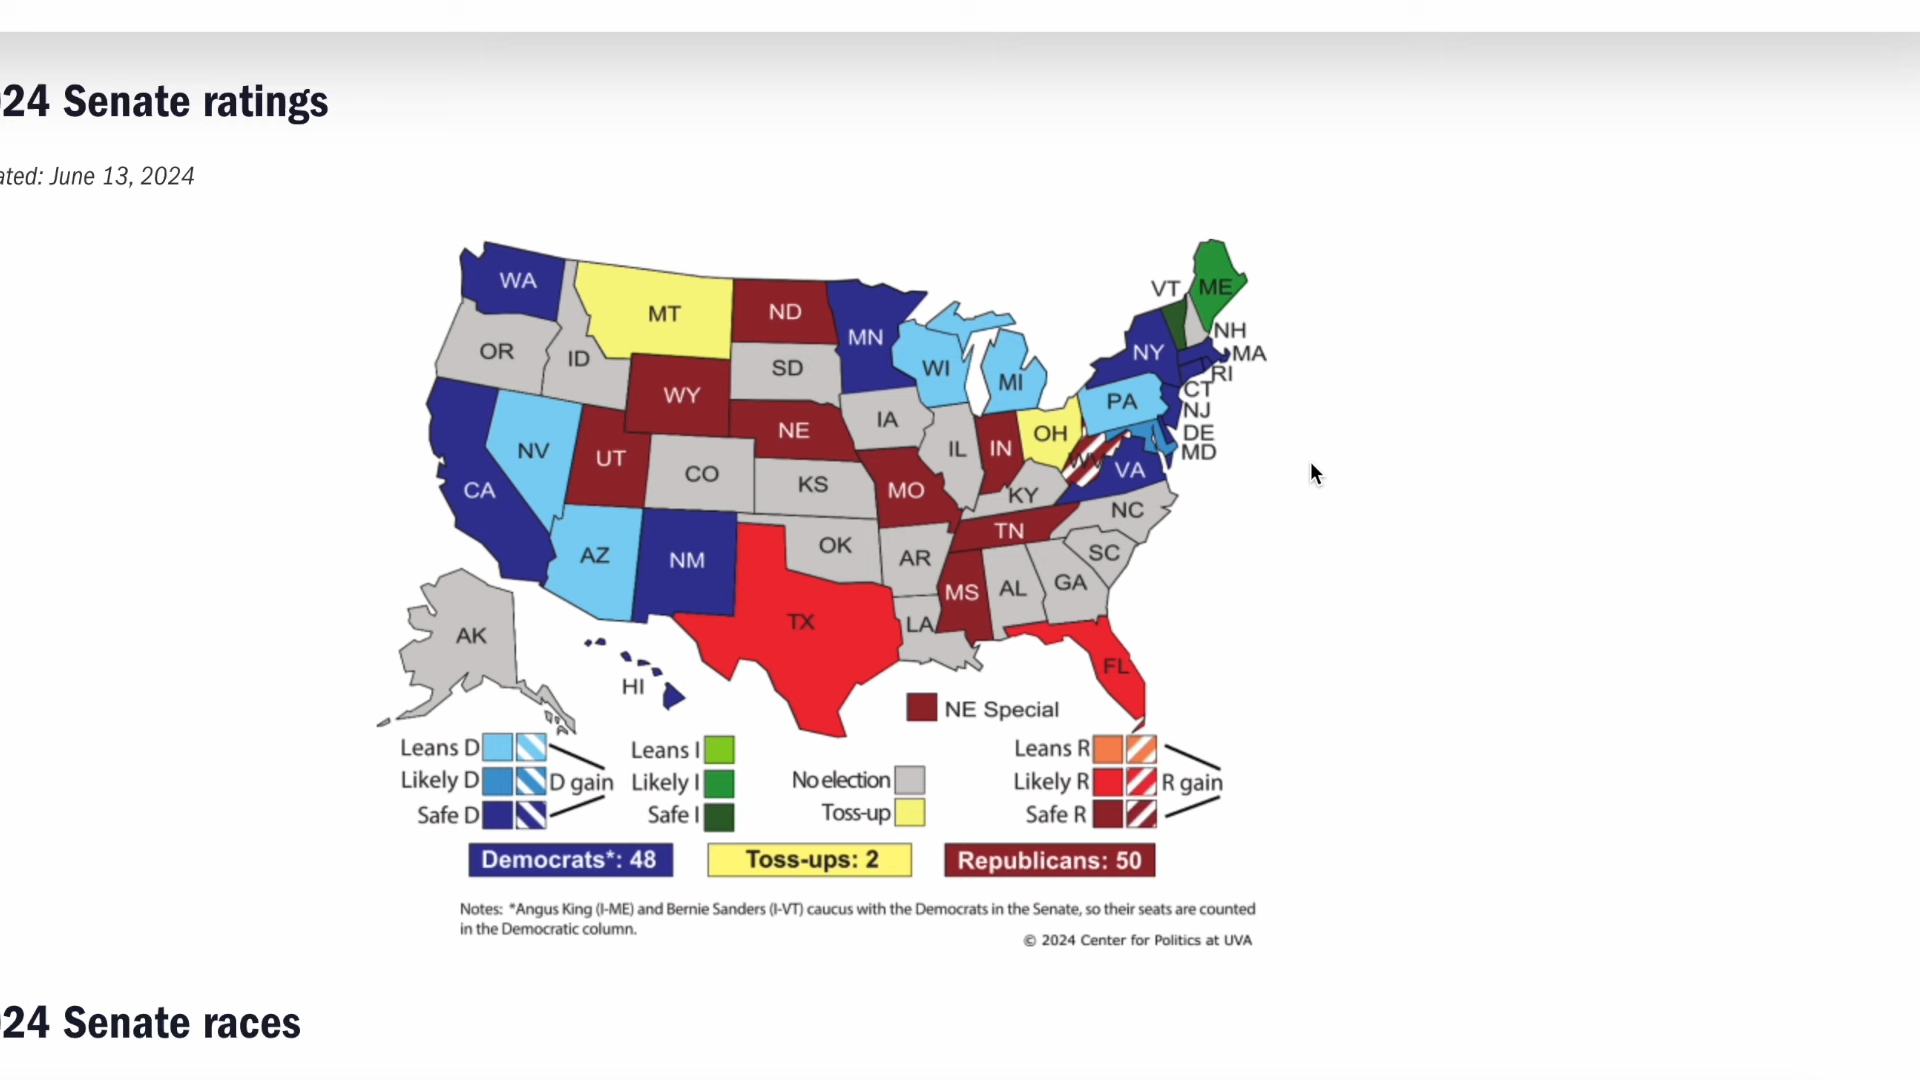 024 Senate ratings
ated: June 13, 2024
WA
MT
ND
MN
VT
ME
NH
MA
RI
CT
NJ
DE
MD
OR
ID
SD
WI
MI
NY
WY
IA
PA
NE
OH
NV
UT
CO
KS
IL
IN
WV
VA
CA
MO
KY
NC
AZ
NM
OK
AR
TN
SC
MS
AL
GA
TX
LA
AK
HI
FL
NE Special
Leans D
Likely D
Safe D
D gain
Leans I
Likely I
Safe I
No election
Toss-up
Leans R
Likely R
Safe R
R gain
Democrats*: 48
Toss-ups: 2
Republicans: 50
Notes: *Angus King (I-ME) and Bernie Sanders (I-VT) caucus with the Democrats in the Senate, so their seats are counted
in the Democratic column.
© 2024 Center for Politics at UVA
024 Senate races